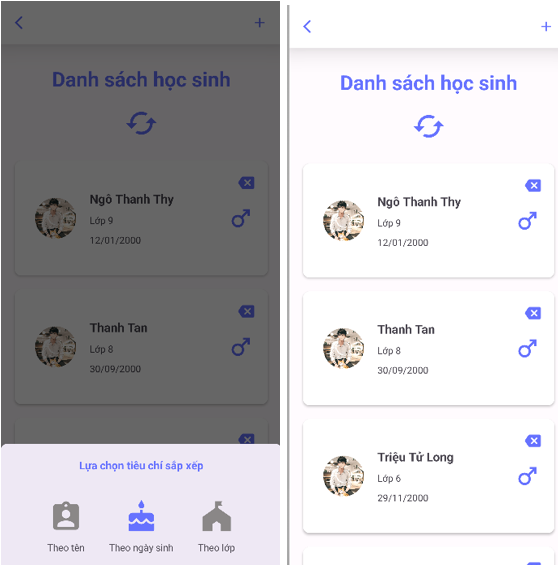 Danh sách học sinh
Ngô Thanh Thy
Lớp 9
12/01/2000
Thanh Tan
Lớp 8
30/09/2000
Lựa chọn tiêu chí sắp xếp
Theo tên
Theo ngày sinh
Theo lớp
Danh sách học sinh
Ngô Thanh Thy
Lớp 9
12/01/2000
Thanh Tan
Lớp 8
30/09/2000
Triệu Tử Long
Lớp 6
29/11/2000